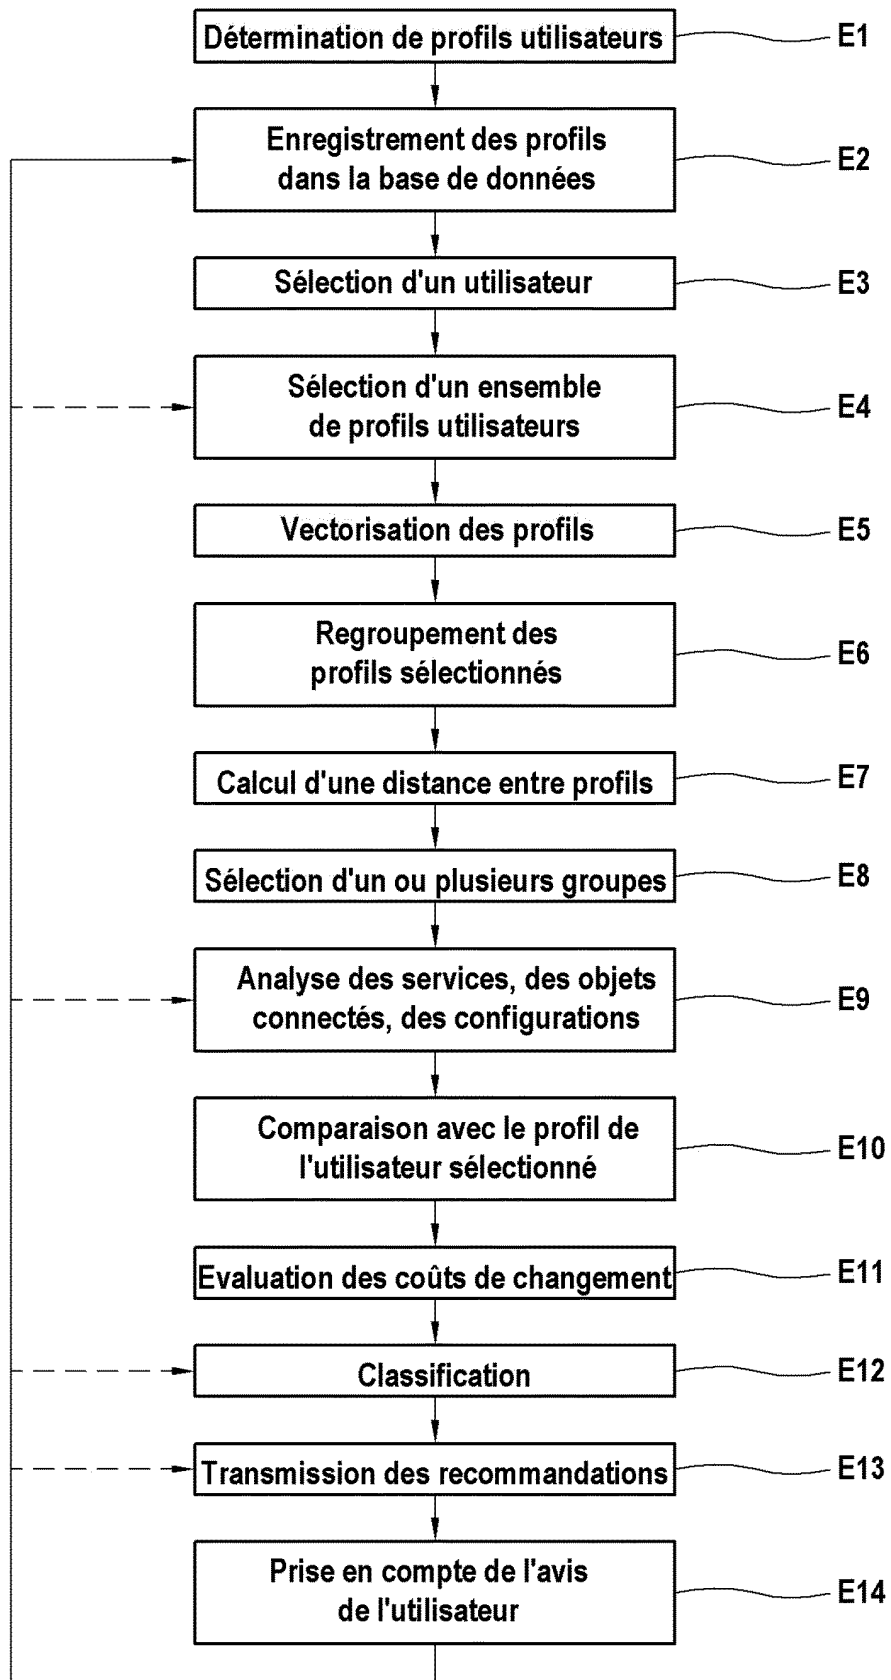 Détermination de profils utilisateurs
E1
Enregistrement des profils
dans la base de données
E2
Sélection d'un utilisateur
E3
Sélection d'un ensemble
de profils utilisateurs
E4
Vectorisation des profils
E5
Regroupement des
profils sélectionnés
E6
Calcul d'une distance entre profils
E7
Sélection d'un ou plusieurs groupes
E8
Analyse des services, des objets
connectés, des configurations
E9
Comparaison avec le profil de
l'utilisateur sélectionné
E10
Evaluation des coûts de changement
E11
Classification
E12
Transmission des recommandations
E13
Prise en compte de l'avis
de l'utilisateur
E14